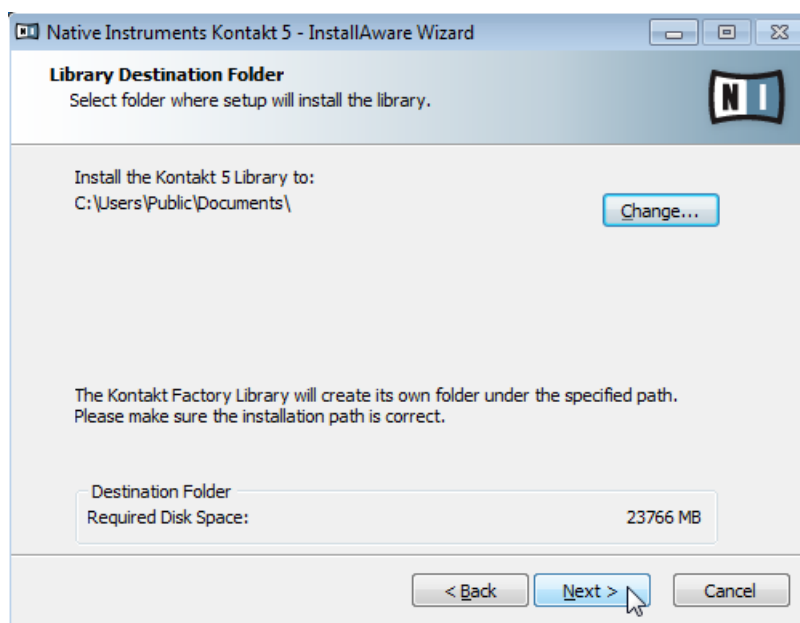 Native Instruments Kontakt 5 - InstallAware Wizard
Library Destination Folder
Select folder where setup will install the library.
N I
Install the Kontakt 5 Library to:
C:\Users\Public\Documents\
Change...
The Kontakt Factory Library will create its own folder under the specified path.
Please make sure the installation path is correct.
Destination Folder
Required Disk Space: 23766 MB
< Back Next > Cancel